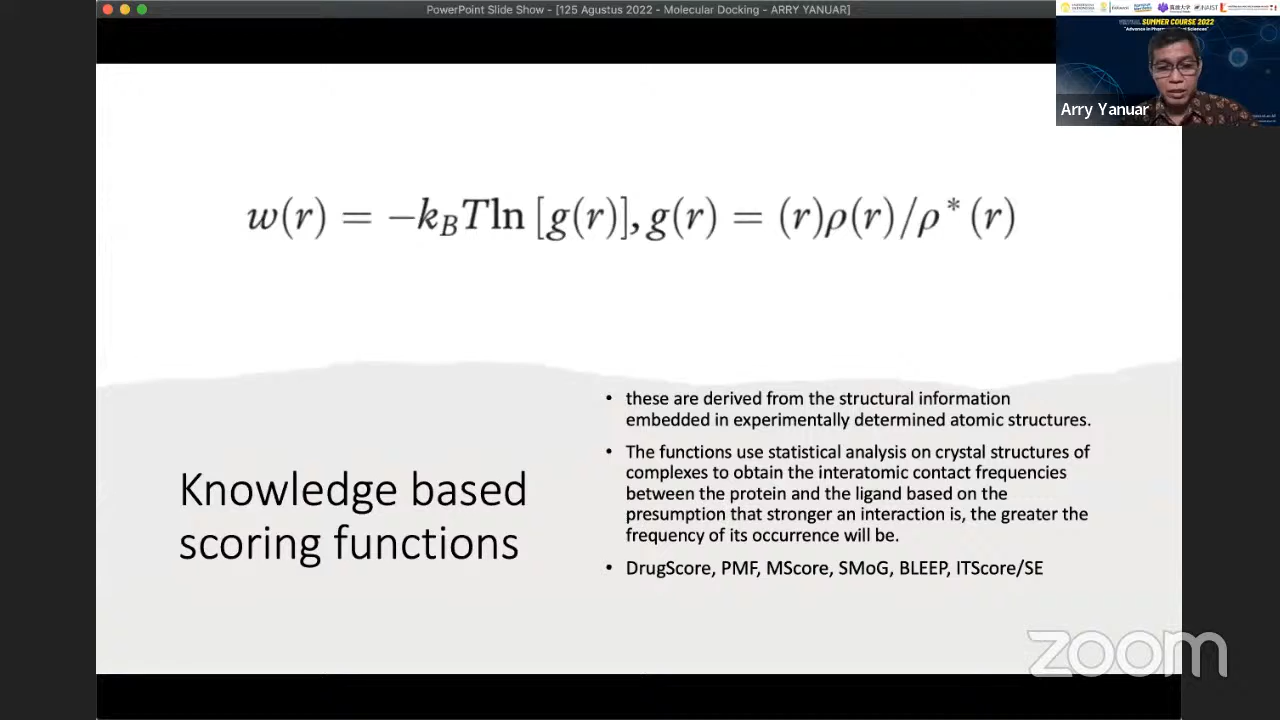 PowerPoint Slide Show - [125 Agustus 2022 - Molecular Docking - ARRY YANUAR]
SUMMER COURSE 2022
Arry Yanuar
w(r) = −k_B T ln [g(r)], g(r) = (r)ρ(r)/ρ*(r)
Knowledge based
scoring functions
• these are derived from the structural information
embedded in experimentally determined atomic structures.
• The functions use statistical analysis on crystal structures of
complexes to obtain the interatomic contact frequencies
between the protein and the ligand based on the
presumption that stronger an interaction is, the greater the
frequency of its occurrence will be.
• DrugScore, PMF, MScore, SMoG, BLEEP, ITScore/SE
zoom